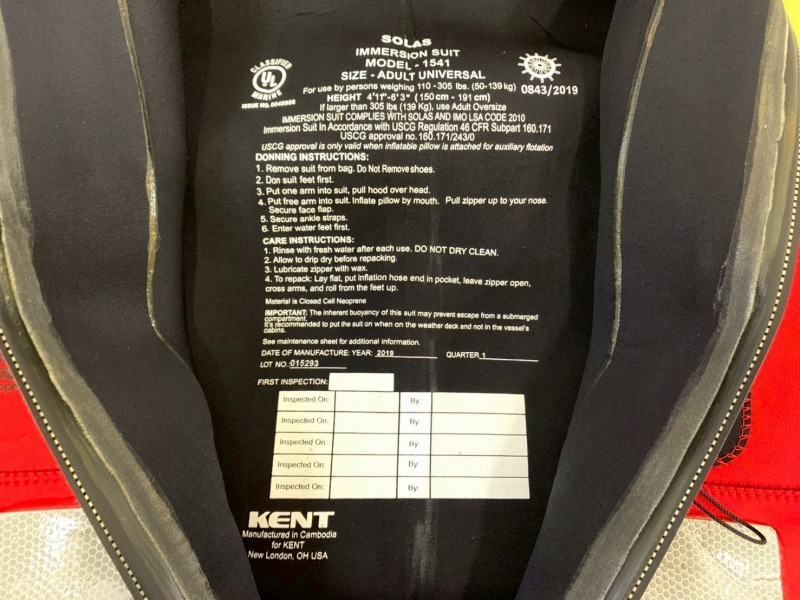 SOLAS
IMMERSION SUIT
MODEL - 1541
SIZE - ADULT UNIVERSAL
CLASSIFIED
UL
MARINE
ISSUE NO.
0843/2019
For use by persons weighing 110 - 305 lbs. (50-139 kg)
HEIGHT 4'11"-6'3" (150 cm - 191 cm)
If larger than 305 lbs (139 Kg), use Adult Oversize
IMMERSION SUIT COMPLIES WITH SOLAS AND IMO LSA CODE 2010
Immersion Suit In Accordance with USCG Regulation 46 CFR Subpart 160.171
USCG approval no.160.171/243/0
USCG approval is only valid when inflatable pillow is attached for auxiliary flotation
DONNING INSTRUCTIONS:
1. Remove suit from bag. Do Not Remove shoes.
2. Don suit feet first.
3. Put one arm into suit, pull hood over head.
4. Put free arm into suit. Inflate pillow by mouth. Pull zipper up to your nose.
Secure face flap.
5. Secure ankle straps.
6. Enter water feet first.
CARE INSTRUCTIONS:
1. Rinse with fresh water after each use. DO NOT DRY CLEAN.
2. Allow to drip dry before repacking.
3. Lubricate zipper with wax.
4. To repack: Lay flat, put inflation hose end in pocket, leave zipper open,
cross arms, and roll from the feet up.
Material is Closed Cell Neoprene
IMPORTANT: The inherent buoyancy of this suit may prevent escape from a submerged
compartment.
It's recommended to put the suit on when on the weather deck and not in the vessel's
cabins.
See maintenance sheet for additional information.
DATE OF MANUFACTURE: YEAR: 2019 QUARTER 1
LOT NO.: 015293
FIRST INSPECTION:
Inspected On: By:
Inspected On: By:
Inspected On: By:
Inspected On: By:
Inspected On: By:
KENT
Manufactured in Cambodia
for KENT
New London, OH USA